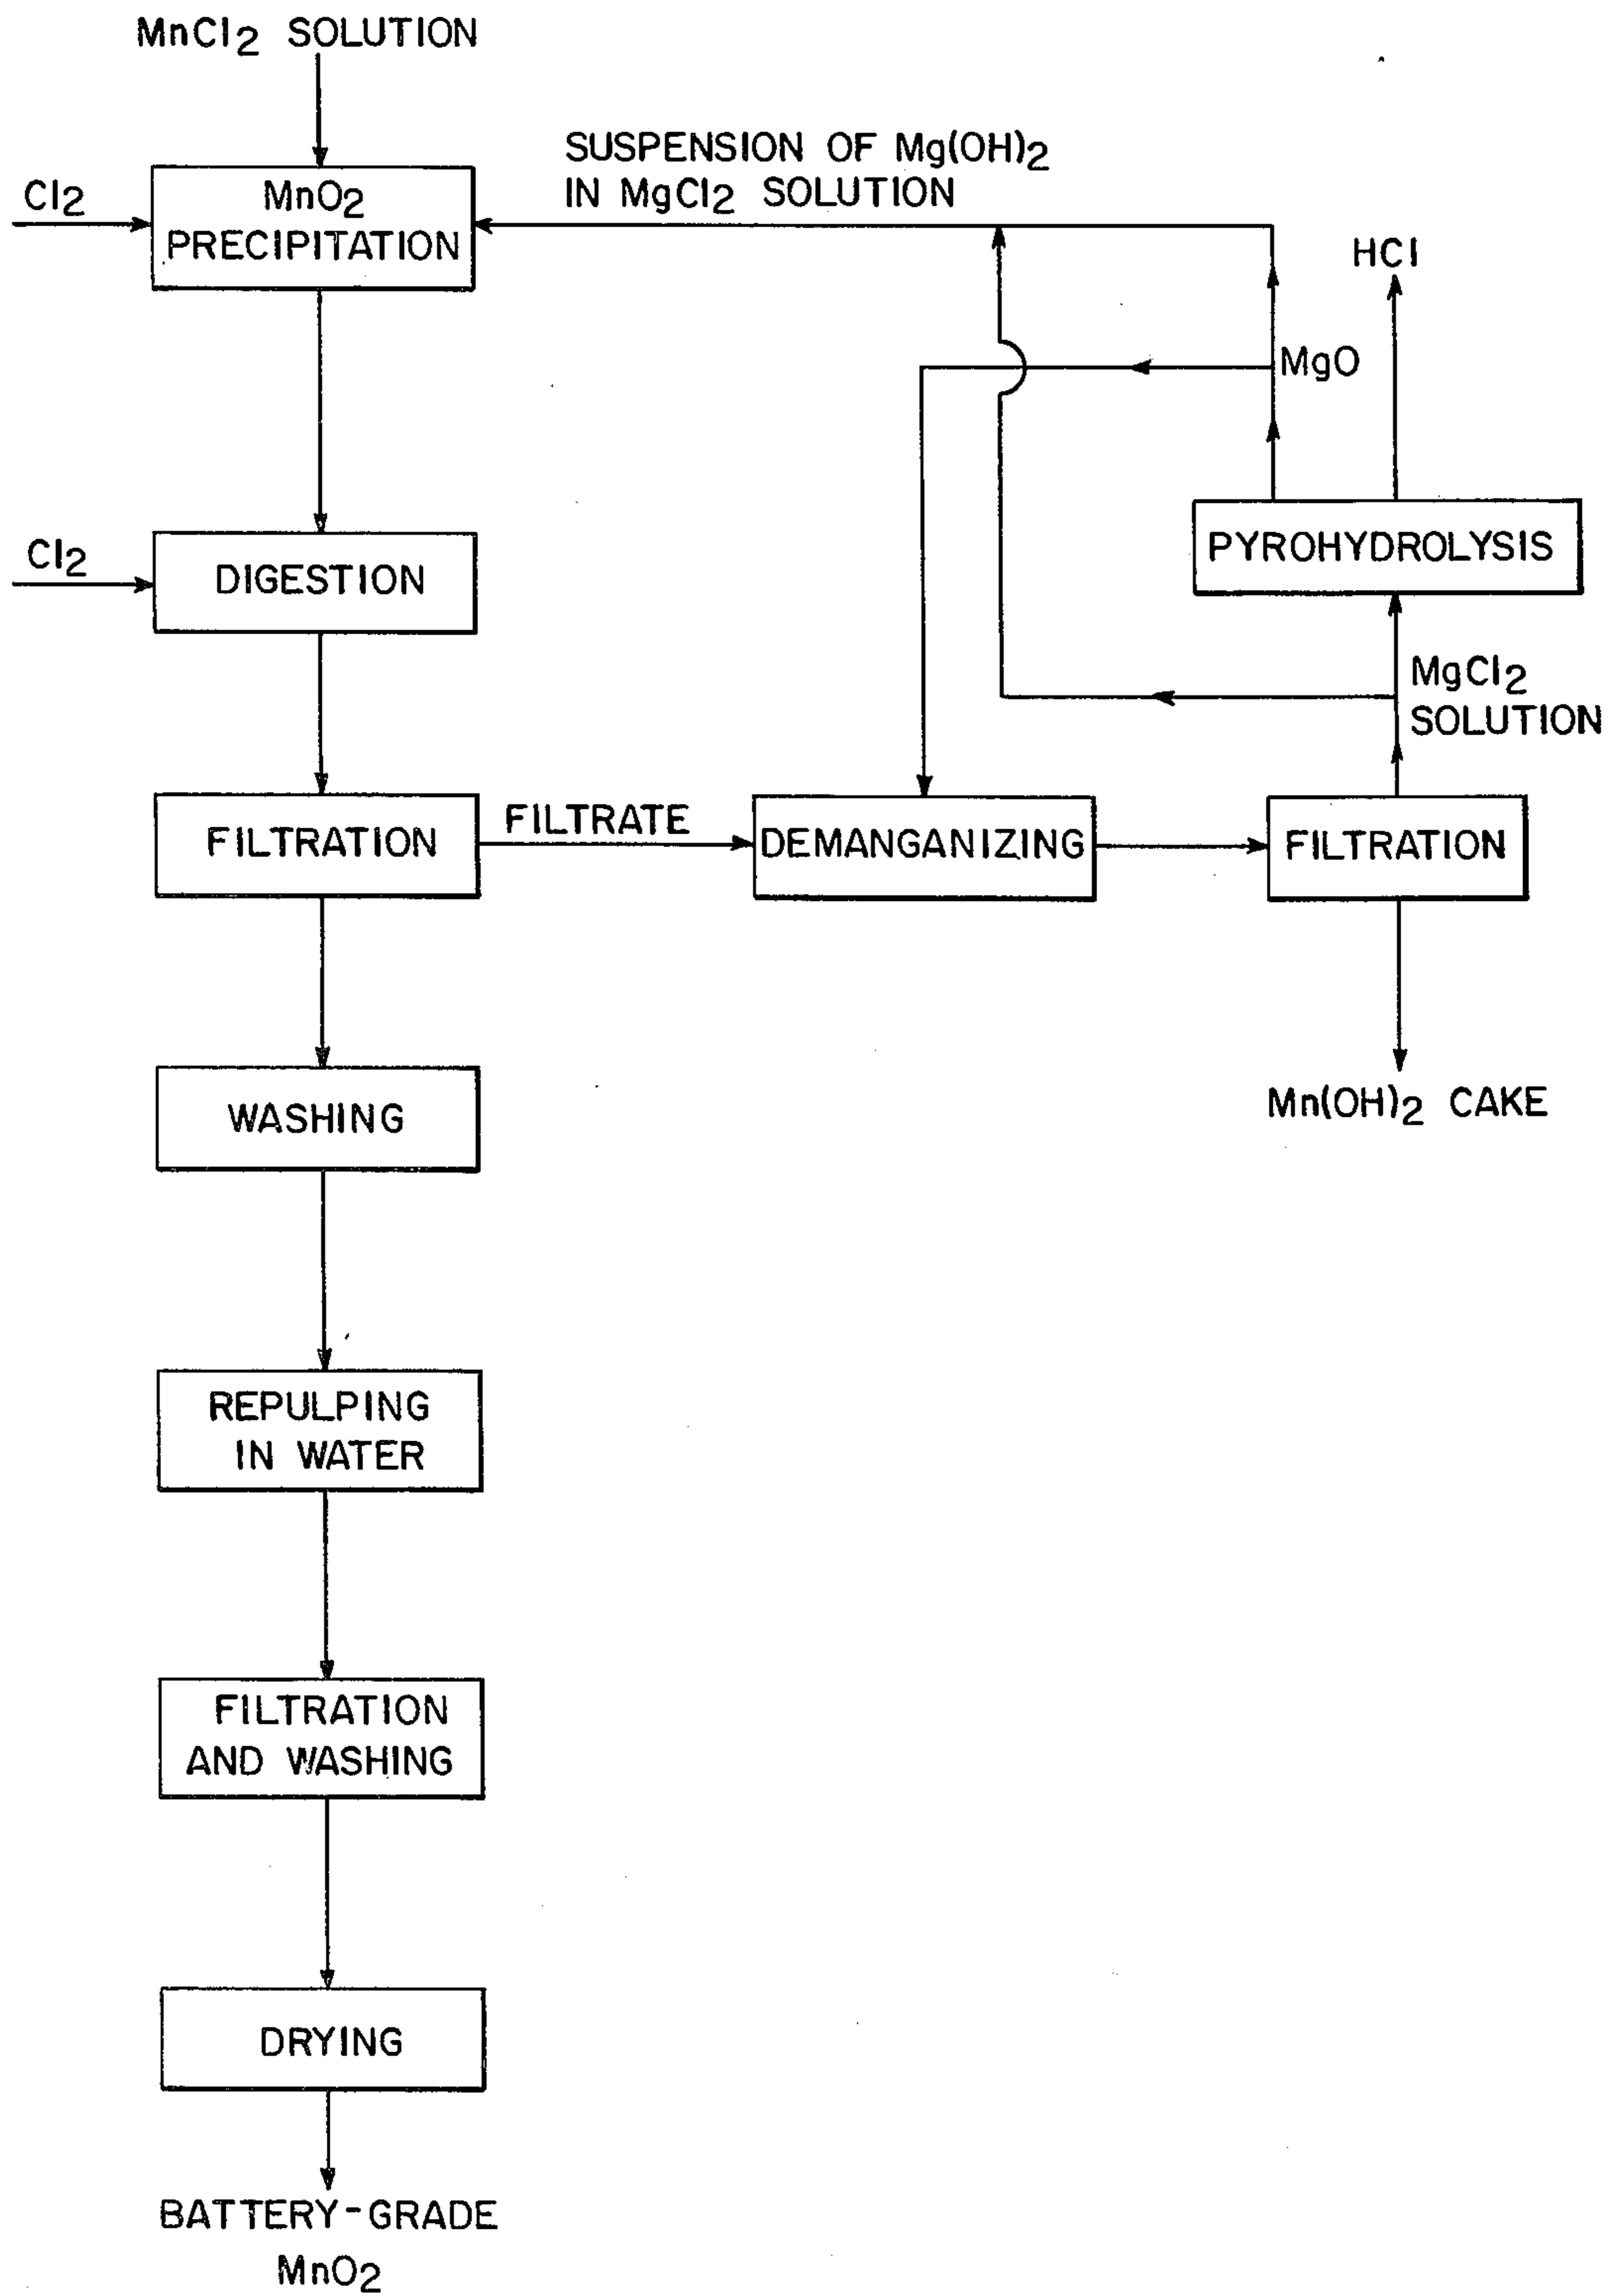 MnCl2 SOLUTION
SUSPENSION OF Mg(OH)2
IN MgCl2 SOLUTION
Cl2
MnO2
PRECIPITATION
HCl
MgO
Cl2
DIGESTION
PYROHYDROLYSIS
MgCl2
SOLUTION
FILTRATION
FILTRATE
DEMANGANIZING
FILTRATION
WASHING
Mn(OH)2 CAKE
REPULPING
IN WATER
FILTRATION
AND WASHING
DRYING
BATTERY-GRADE
MnO2